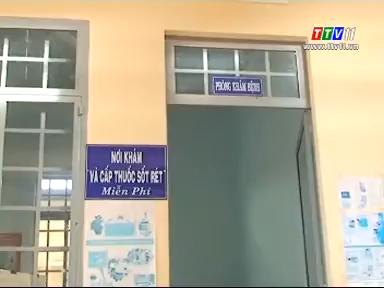 TTV11
www.ttv11.vn
PHÒNG KHÁM BỆNH
NƠI KHÁM
"VÀ CẤP THUỐC SỐT RÉT"
Miễn Phí